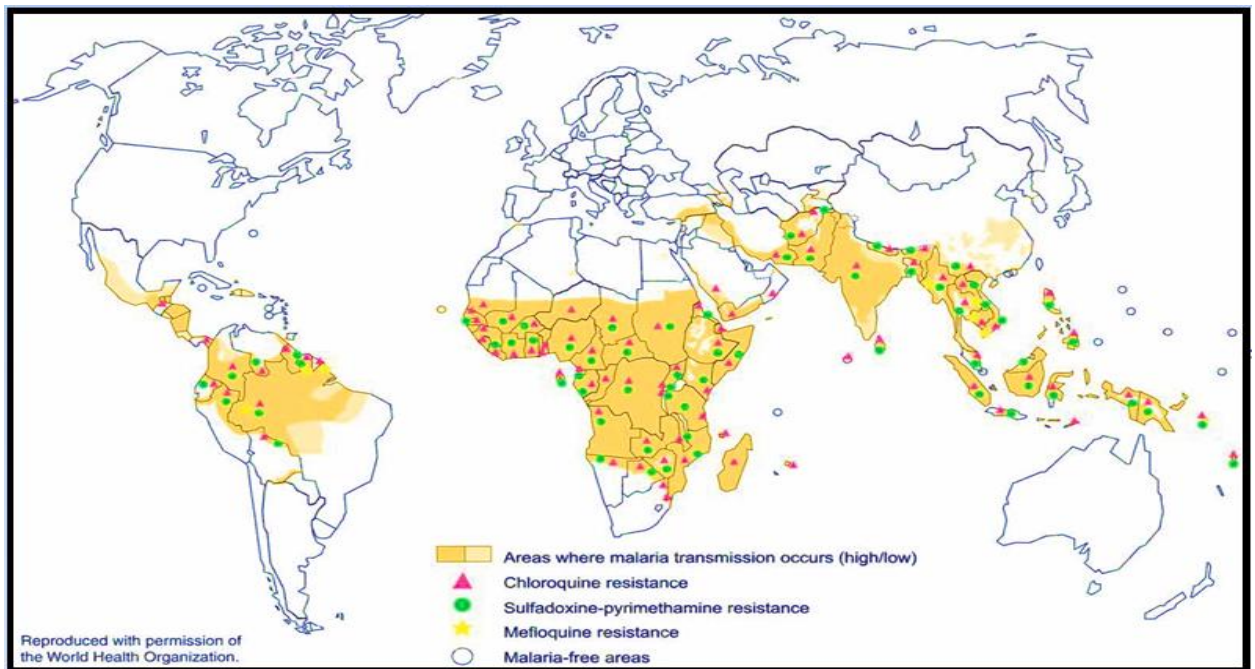 Areas where malaria transmission occurs (high/low)
Chloroquine resistance
Sulfadoxine-pyrimethamine resistance
Mefloquine resistance
Malaria-free areas
Reproduced with permission of
the World Health Organization.